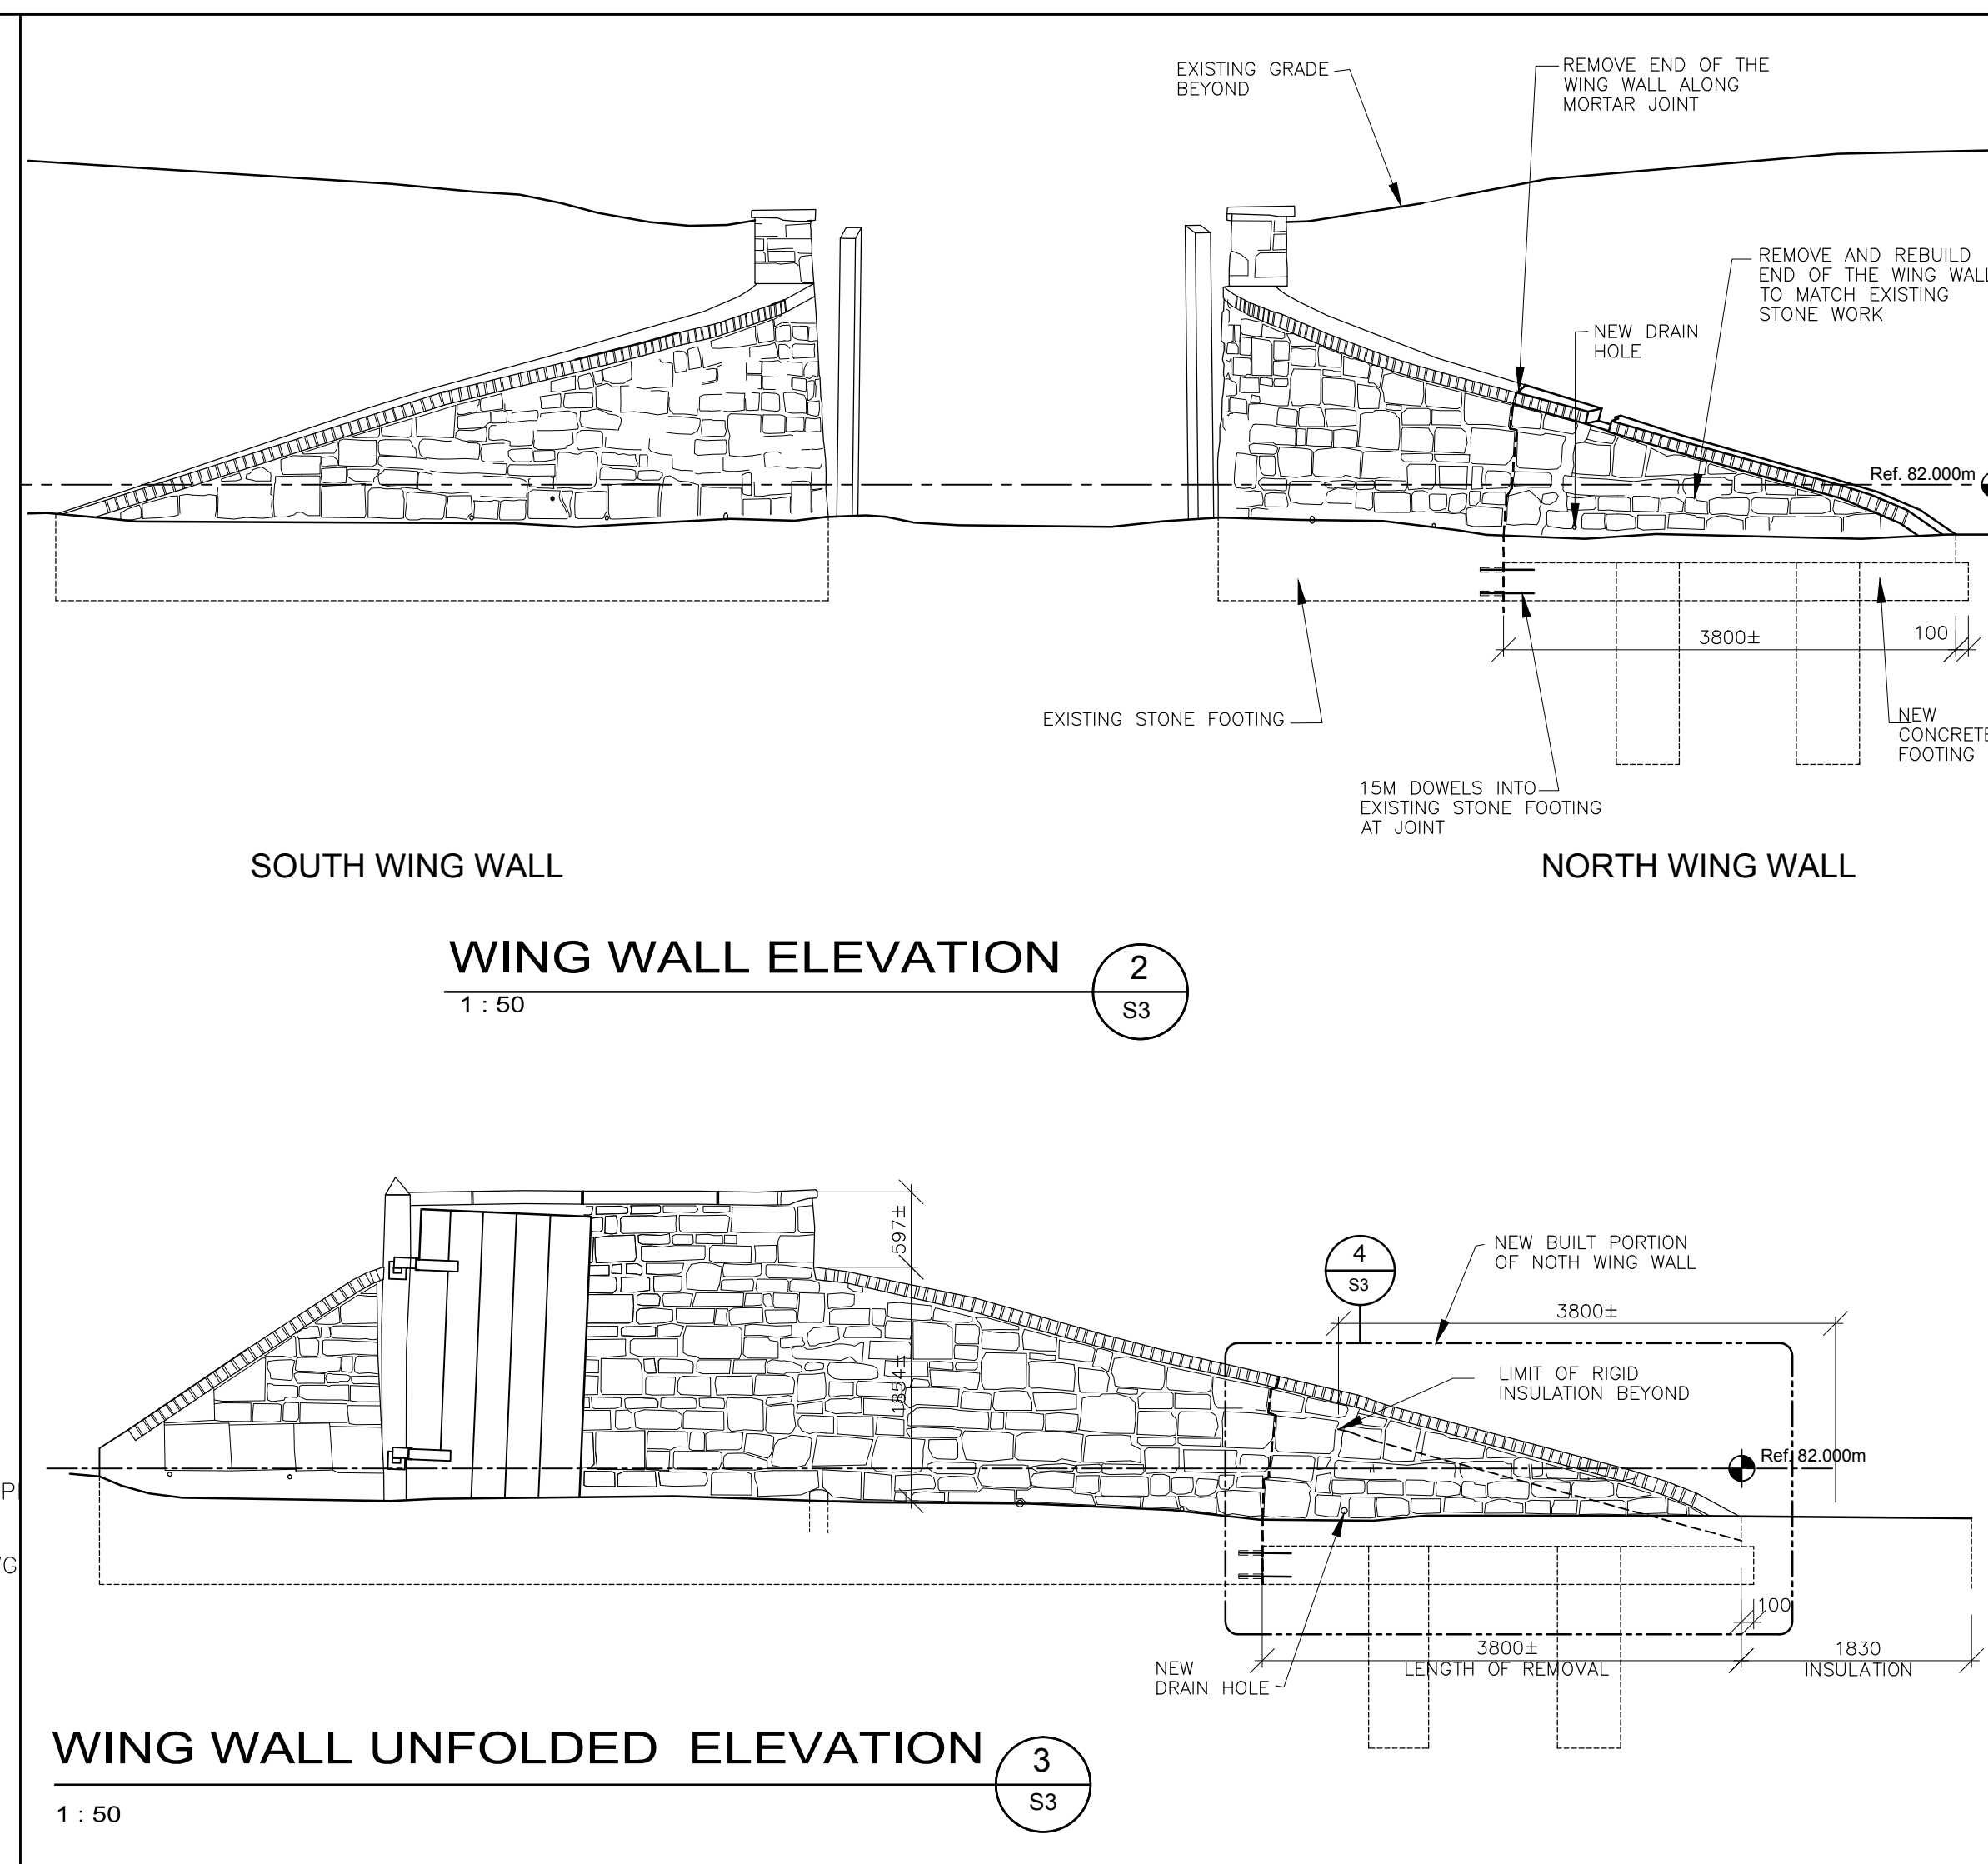 EXISTING GRADE
BEYOND
REMOVE END OF THE
WING WALL ALONG
MORTAR JOINT
REMOVE AND REBUILD
END OF THE WING WALL
TO MATCH EXISTING
STONE WORK
NEW DRAIN
HOLE
Ref. 82.000m
3800±
100
EXISTING STONE FOOTING
NEW
CONCRETE
FOOTING
15M DOWELS INTO
EXISTING STONE FOOTING
AT JOINT
SOUTH WING WALL
NORTH WING WALL
WING WALL ELEVATION
1 : 50
2
S3
597±
1854±
4
S3
NEW BUILT PORTION
OF NOTH WING WALL
3800±
LIMIT OF RIGID
INSULATION BEYOND
Ref. 82.000m
P
G
100
3800±
LENGTH OF REMOVAL
1830
INSULATION
NEW
DRAIN HOLE
WING WALL UNFOLDED ELEVATION
1 : 50
3
S3